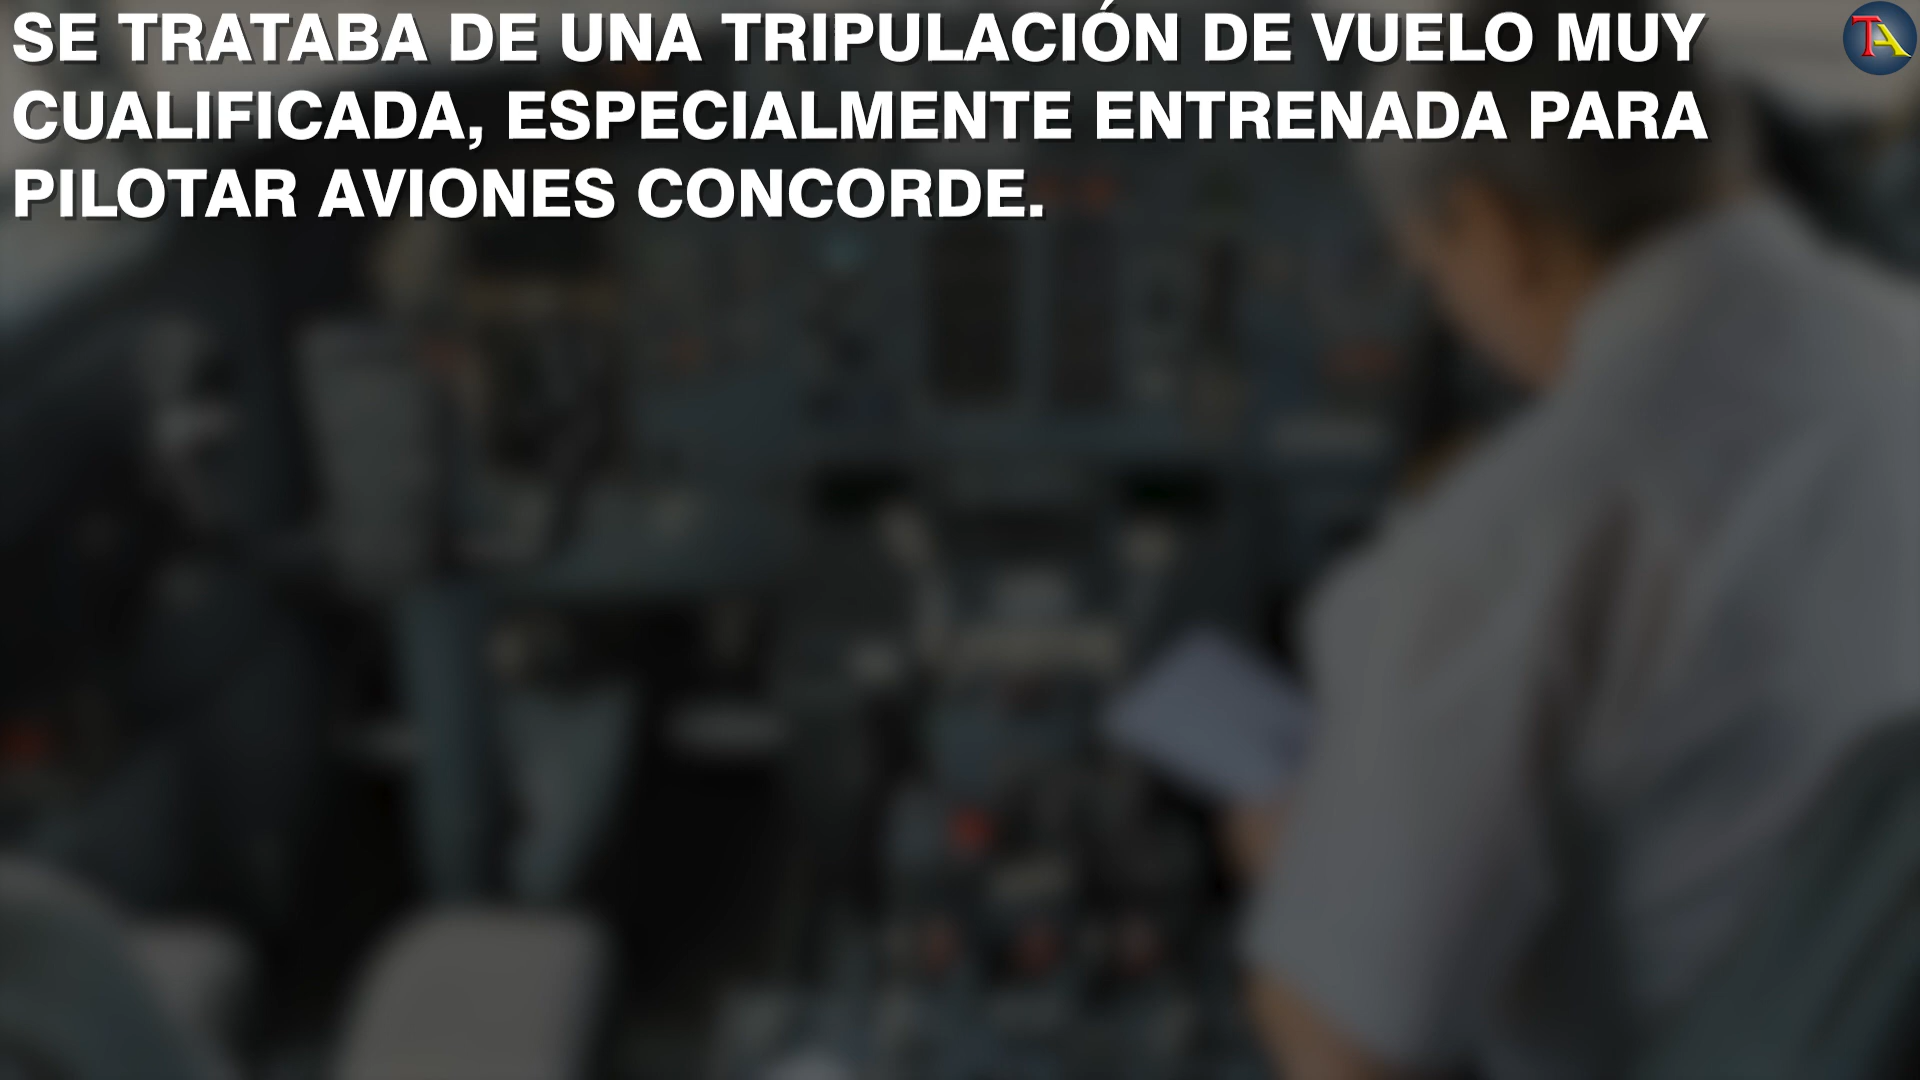 SE TRATABA DE UNA TRIPULACIÓN DE VUELO MUY
CUALIFICADA, ESPECIALMENTE ENTRENADA PARA
PILOTAR AVIONES CONCORDE.
TA